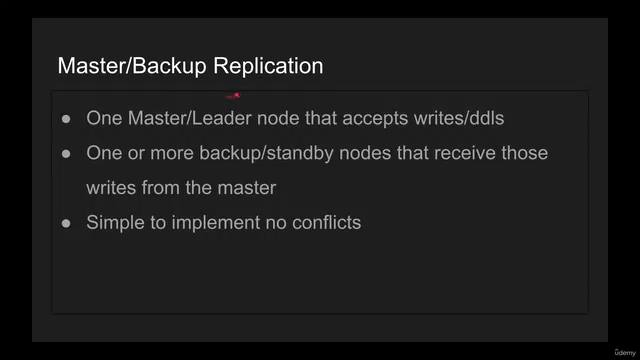 Master/Backup Replication
● One Master/Leader node that accepts writes/ddls
● One or more backup/standby nodes that receive those
writes from the master
● Simple to implement no conflicts
udemy